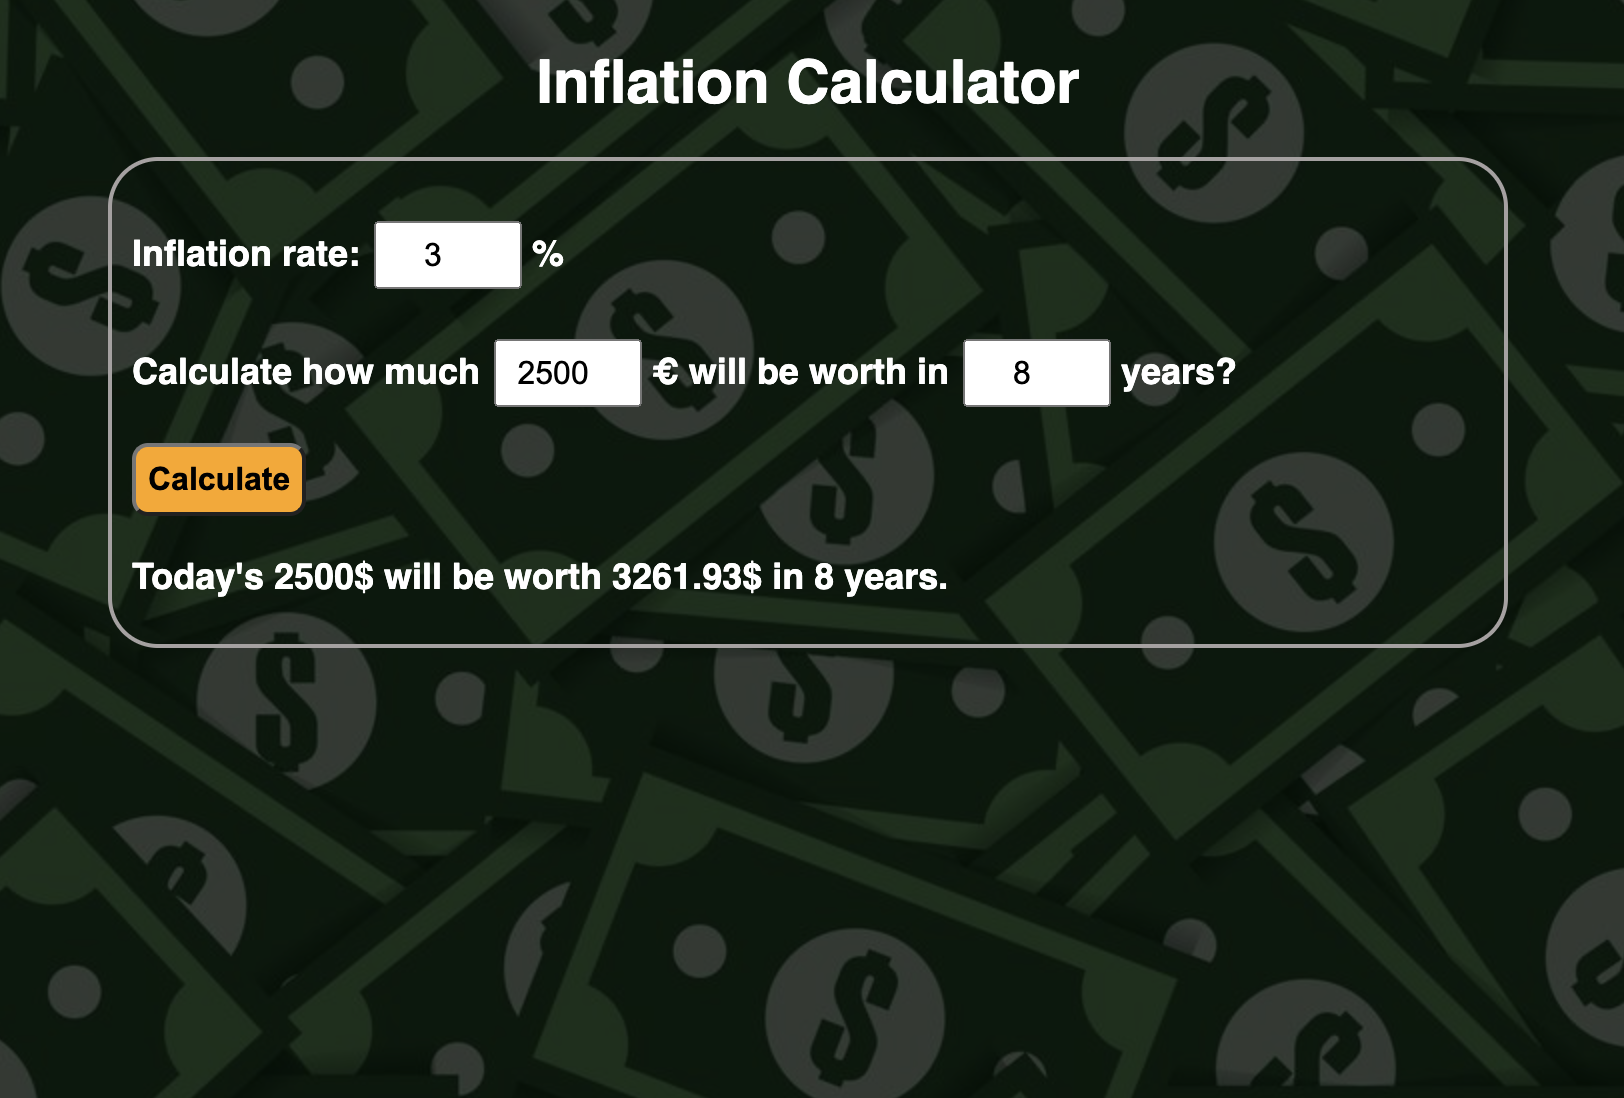 Inflation Calculator
Inflation rate: 3 %
Calculate how much 2500 € will be worth in 8 years?
Calculate
Today's 2500$ will be worth 3261.93$ in 8 years.